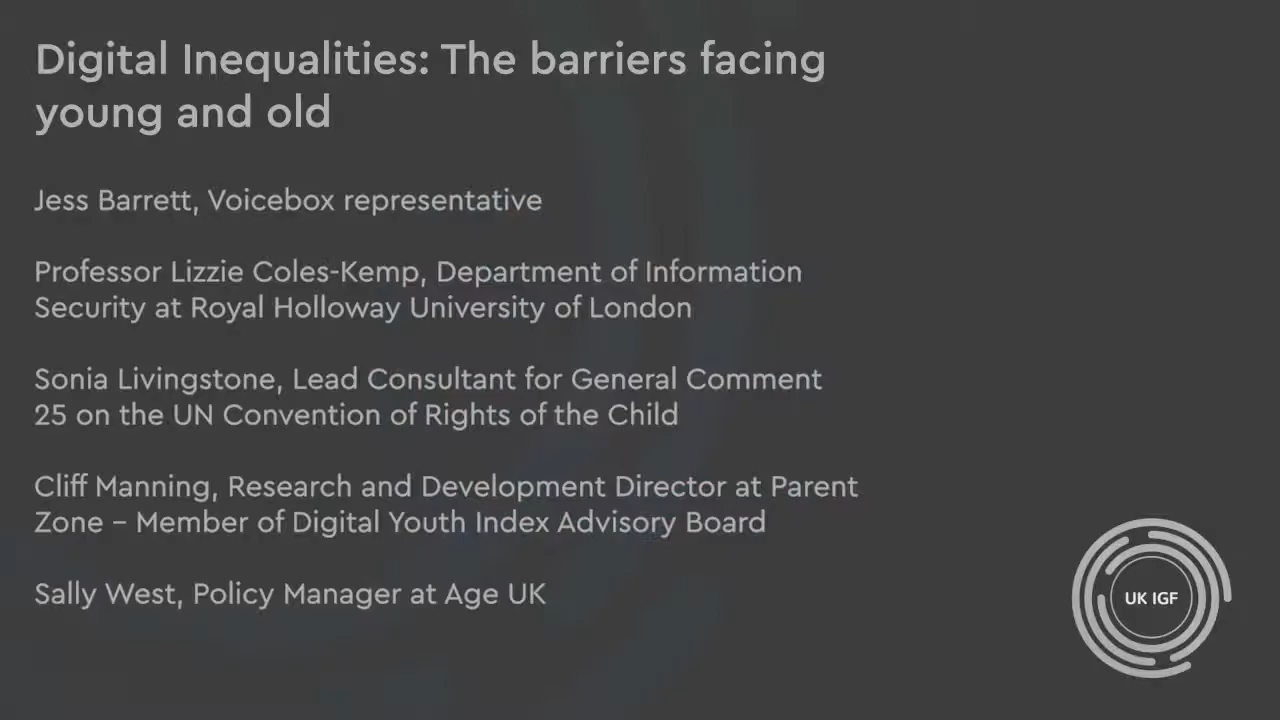 Digital Inequalities: The barriers facing
young and old
Jess Barrett, Voicebox representative
Professor Lizzie Coles-Kemp, Department of Information
Security at Royal Holloway University of London
Sonia Livingstone, Lead Consultant for General Comment
25 on the UN Convention of Rights of the Child
Cliff Manning, Research and Development Director at Parent
Zone – Member of Digital Youth Index Advisory Board
Sally West, Policy Manager at Age UK
UK IGF